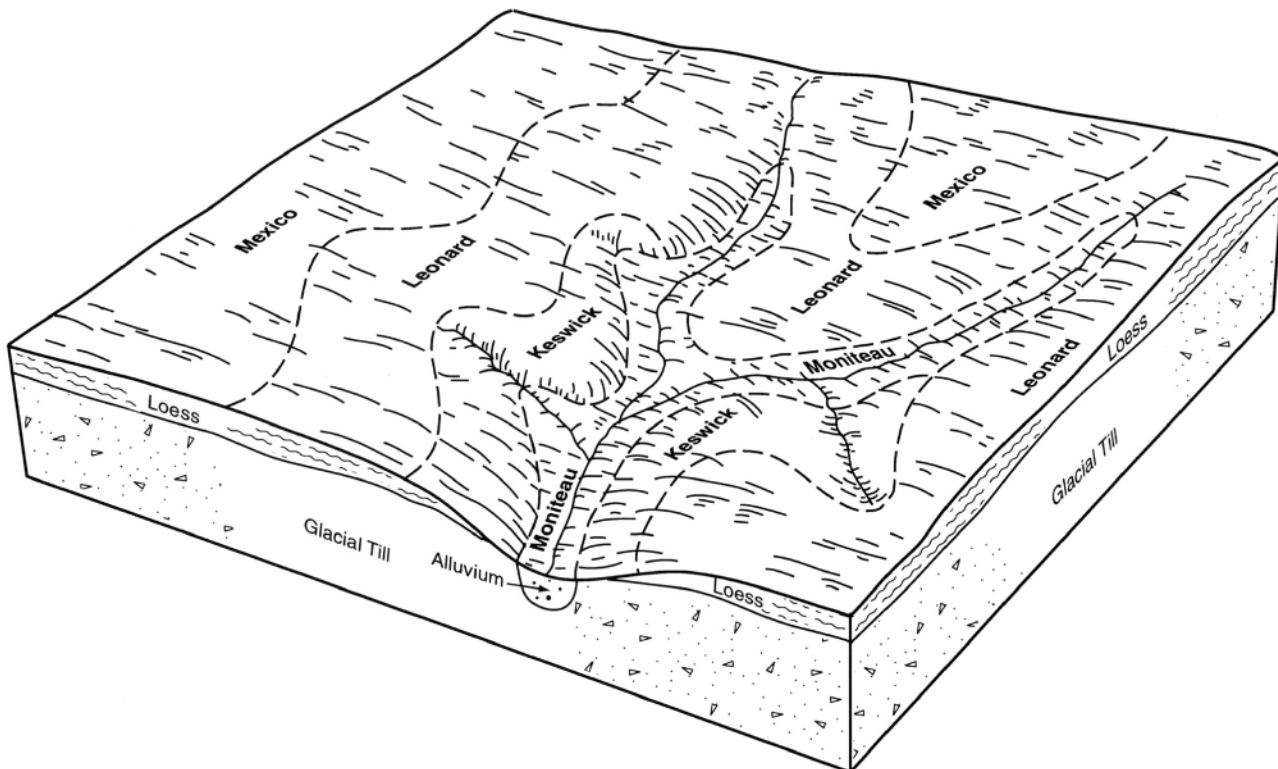 Mexico
Mexico
Leonard
Leonard
Keswick
Moniteau
Leonard
Loess
Loess
Keswick
Glacial Till
Moniteau
Glacial Till
Alluvium
Loess